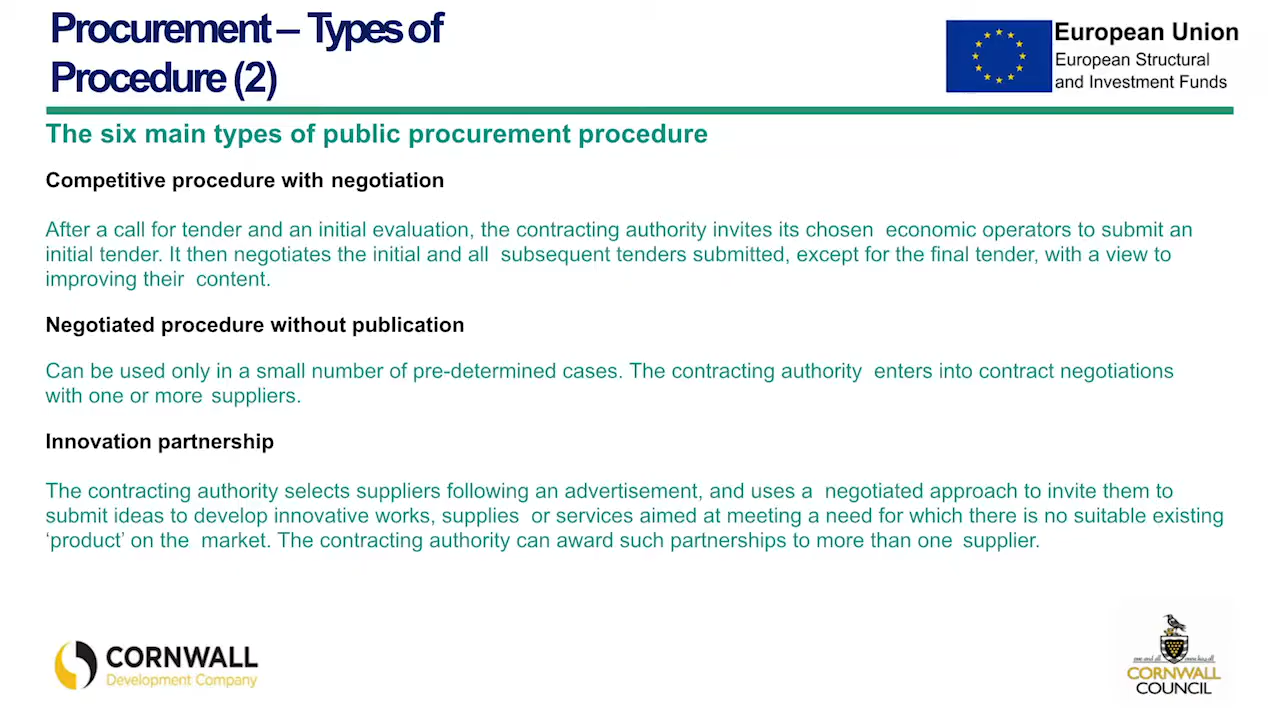 Procurement – Types of
Procedure (2)
European Union
European Structural
and Investment Funds
The six main types of public procurement procedure
Competitive procedure with negotiation
After a call for tender and an initial evaluation, the contracting authority invites its chosen economic operators to submit an
initial tender. It then negotiates the initial and all subsequent tenders submitted, except for the final tender, with a view to
improving their content.
Negotiated procedure without publication
Can be used only in a small number of pre-determined cases. The contracting authority enters into contract negotiations
with one or more suppliers.
Innovation partnership
The contracting authority selects suppliers following an advertisement, and uses a negotiated approach to invite them to
submit ideas to develop innovative works, supplies or services aimed at meeting a need for which there is no suitable existing
‘product’ on the market. The contracting authority can award such partnerships to more than one supplier.
CORNWALL
Development Company
one and all
CORNWALL
COUNCIL